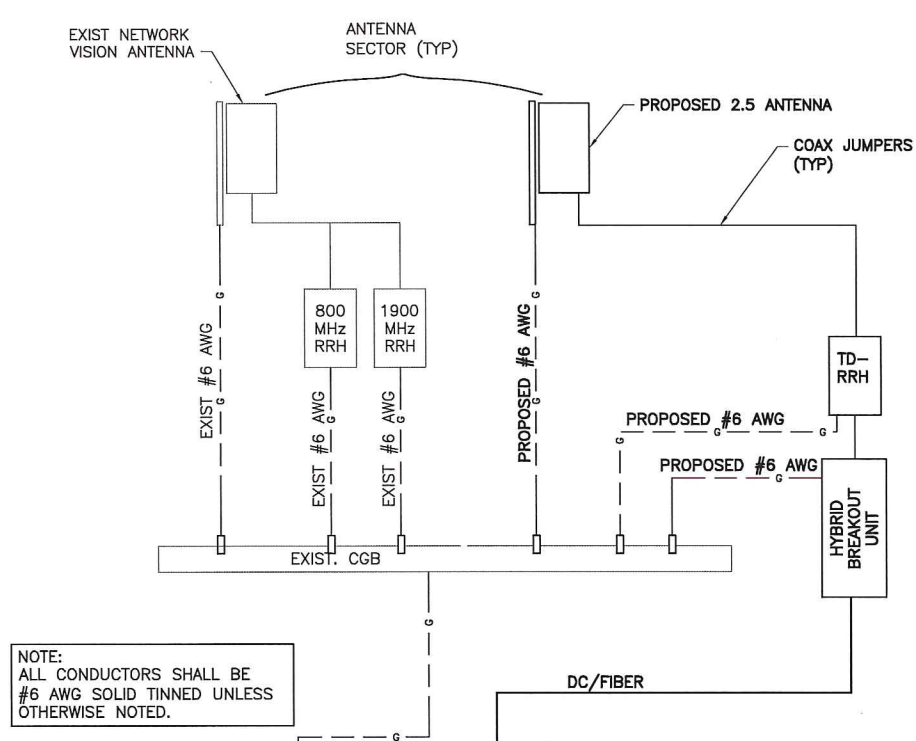 EXIST NETWORK
VISION ANTENNA
ANTENNA
SECTOR (TYP)
PROPOSED 2.5 ANTENNA
COAX JUMPERS
(TYP)
G
G
800
MHz
RRH
1900
MHz
RRH
TD-
RRH
EXIST #6 AWG
G
EXIST #6 AWG
G
EXIST #6 AWG
G
PROPOSED #6 AWG
G
PROPOSED #6 AWG
G
G
G
PROPOSED #6 AWG
G
HYBRID
BREAKOUT
UNIT
EXIST. CGB
G
NOTE:
ALL CONDUCTORS SHALL BE
#6 AWG SOLID TINNED UNLESS
OTHERWISE NOTED.
DC/FIBER
G